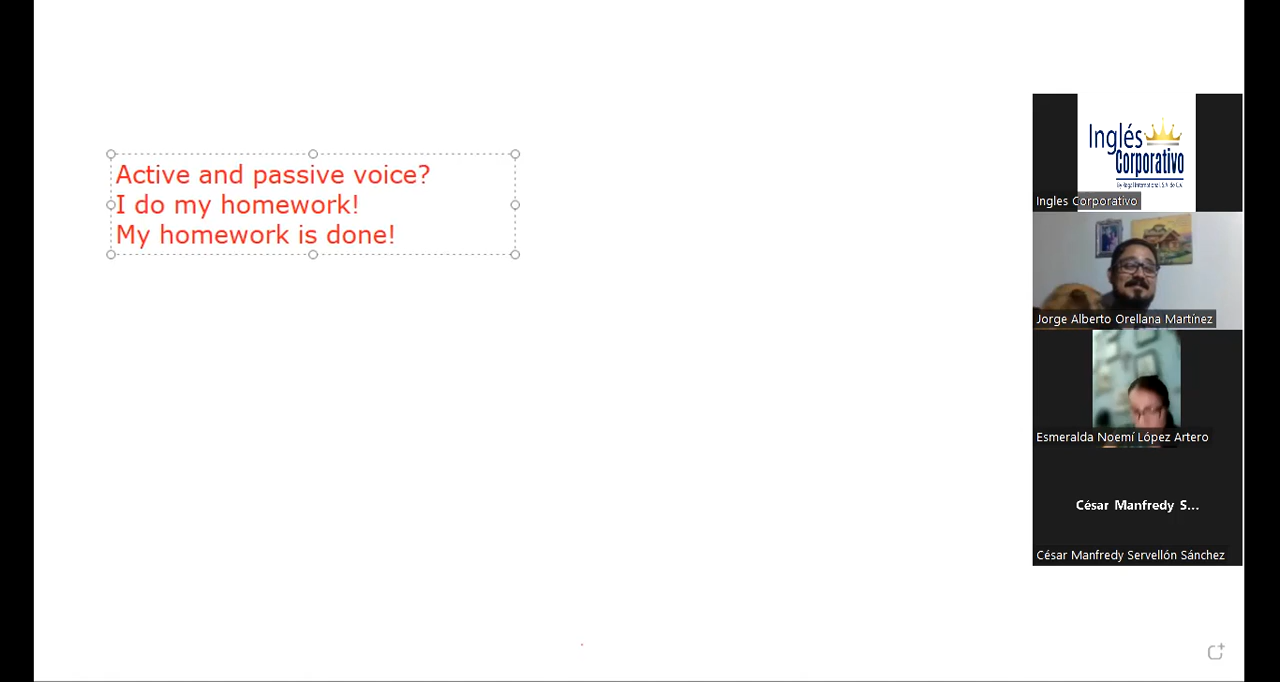 Active and passive voice?
I do my homework!
My homework is done!
Inglés
Corporativo
Ingles Corporativo
Jorge Alberto Orellana Martínez
Esmeralda Noemí López Artero
César Manfredy S...
César Manfredy Servellón Sánchez